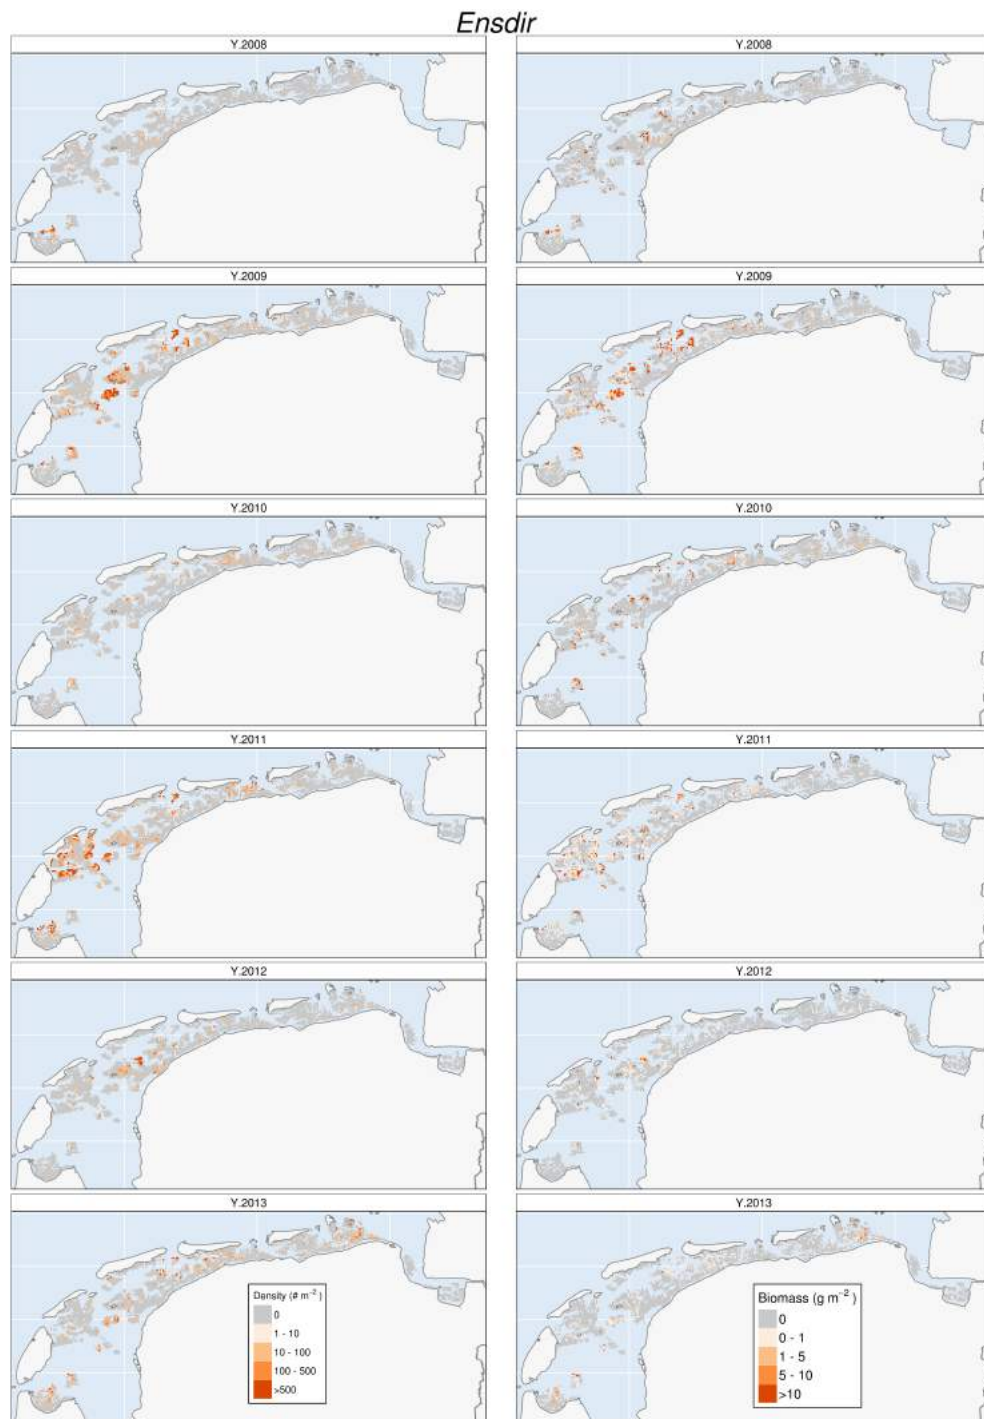 Ensdir
Y.2008
Y.2008
Y.2009
Y.2009
Y.2010
Y.2010
Y.2011
Y.2011
Y.2012
Y.2012
Y.2013
Y.2013
Density (# m⁻²)
0
1 - 10
10 - 100
100 - 500
>500
Biomass (g m⁻²)
0
0 - 1
1 - 5
5 - 10
>10